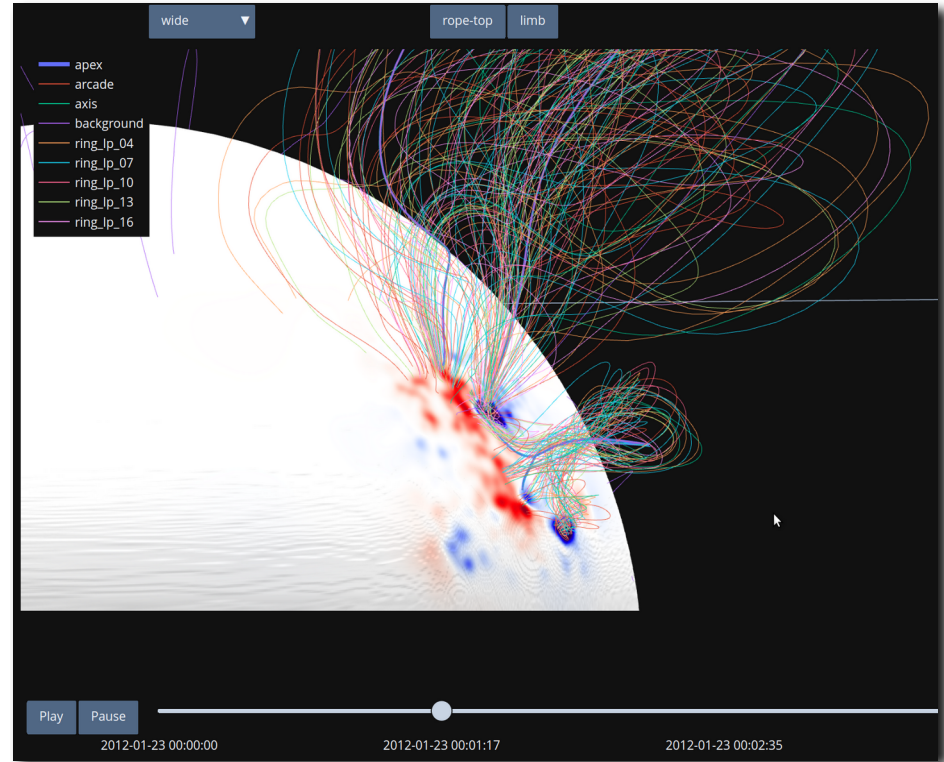 wide ▼ rope-top limb
apex
arcade
axis
background
ring_lp_04
ring_lp_07
ring_lp_10
ring_lp_13
ring_lp_16
Play Pause
2012-01-23 00:00:00 2012-01-23 00:01:17 2012-01-23 00:02:35